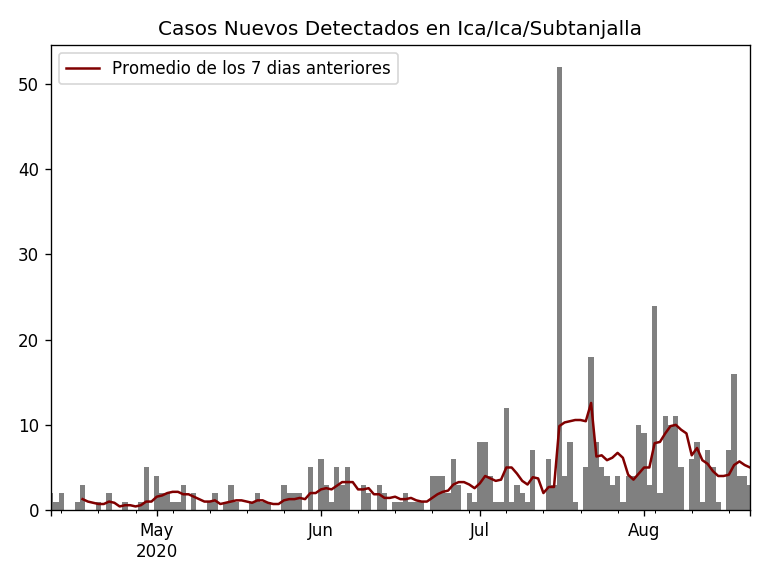 Casos Nuevos Detectados en Ica/Ica/Subtanjalla
Promedio de los 7 dias anteriores
50
40
30
20
10
0
May
2020
Jun
Jul
Aug